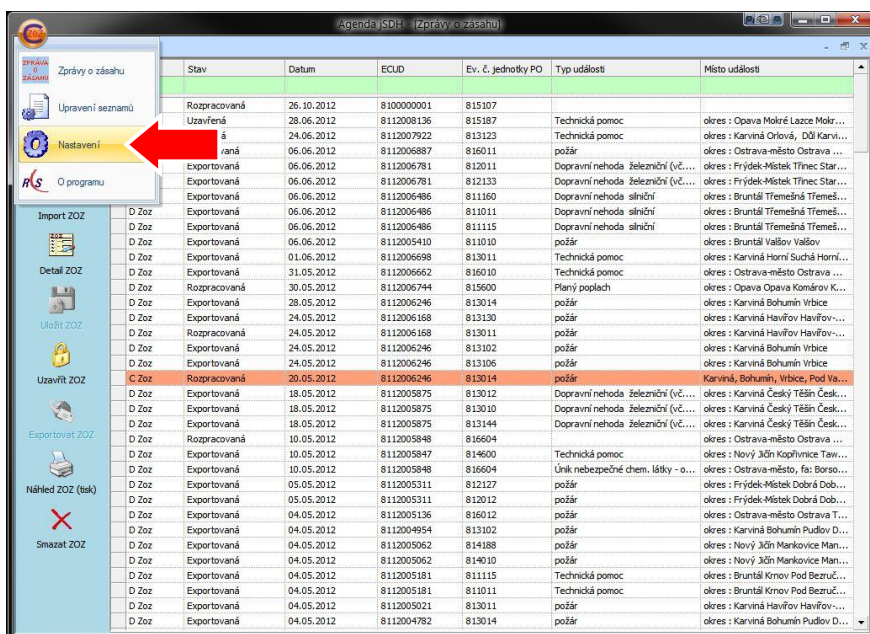 Agenda jSDH - [Zprávy o zásahu]
ZOZ
ZPRÁVA O ZÁSAHU Zprávy o zásahu
Upravení seznamů
Nastavení
RCS O programu
Import ZOZ
Detail ZOZ
Uložit ZOZ
Uzavřít ZOZ
Exportovat ZOZ
Náhled ZOZ (tisk)
Smazat ZOZ
Stav Datum ECUD Ev. č. jednotky PO Typ události Místo události
Rozpracovaná 26.10.2012 8100000001 815107
Uzavřená 28.06.2012 8112008136 815187 Technická pomoc okres : Opava Mokré Lazce Mokr...
á 24.06.2012 8112007922 813123 Technická pomoc okres : Karviná Orlová, Důl Karvi...
vaná 06.06.2012 8112006887 816011 požár okres : Ostrava-město Ostrava ...
Exportovaná 06.06.2012 8112006781 812011 Dopravní nehoda železniční (vč.... okres : Frýdek-Místek Třinec Star...
Exportovaná 06.06.2012 8112006781 812133 Dopravní nehoda železniční (vč.... okres : Frýdek-Místek Třinec Star...
D Zoz Exportovaná 06.06.2012 8112006486 811160 Dopravní nehoda silniční okres : Bruntál Třemešná Třemeš...
D Zoz Exportovaná 06.06.2012 8112006486 811011 Dopravní nehoda silniční okres : Bruntál Třemešná Třemeš...
D Zoz Exportovaná 06.06.2012 8112006486 811115 Dopravní nehoda silniční okres : Bruntál Třemešná Třemeš...
D Zoz Exportovaná 06.06.2012 8112005410 811010 požár okres : Bruntál Valšov Valšov
D Zoz Exportovaná 01.06.2012 8112006698 813011 Technická pomoc okres : Karviná Horní Suchá Horní...
D Zoz Exportovaná 31.05.2012 8112006662 816010 Technická pomoc okres : Ostrava-město Ostrava ...
D Zoz Rozpracovaná 30.05.2012 8112006744 815600 Planý poplach okres : Opava Opava Komárov K...
D Zoz Exportovaná 28.05.2012 8112006246 813014 požár okres : Karviná Bohumín Vrbice
D Zoz Exportovaná 24.05.2012 8112006168 813130 požár okres : Karviná Havířov Havířov-...
D Zoz Rozpracovaná 24.05.2012 8112006168 813011 požár okres : Karviná Havířov Havířov-...
D Zoz Exportovaná 24.05.2012 8112006246 813102 požár okres : Karviná Bohumín Vrbice
D Zoz Exportovaná 24.05.2012 8112006246 813106 požár okres : Karviná Bohumín Vrbice
C Zoz Rozpracovaná 20.05.2012 8112006246 813014 požár Karviná, Bohumín, Vrbice, Pod Va...
D Zoz Exportovaná 18.05.2012 8112005875 813012 Dopravní nehoda železniční (vč.... okres : Karviná Český Těšín Česk...
D Zoz Exportovaná 18.05.2012 8112005875 813010 Dopravní nehoda železniční (vč.... okres : Karviná Český Těšín Česk...
D Zoz Exportovaná 18.05.2012 8112005875 813144 Dopravní nehoda železniční (vč.... okres : Karviná Český Těšín Česk...
D Zoz Rozpracovaná 10.05.2012 8112005848 816604 okres : Ostrava-město Ostrava ...
D Zoz Exportovaná 10.05.2012 8112005847 814600 Technická pomoc okres : Nový Jičín Kopřivnice Taw...
D Zoz Exportovaná 10.05.2012 8112005848 816604 Únik nebezpečné chem. látky - o... okres : Ostrava-město, fa: Borso...
D Zoz Exportovaná 05.05.2012 8112005311 812127 požár okres : Frýdek-Místek Dobrá Dob...
D Zoz Exportovaná 05.05.2012 8112005311 812012 požár okres : Frýdek-Místek Dobrá Dob...
D Zoz Exportovaná 04.05.2012 8112005136 816012 požár okres : Ostrava-město Ostrava T...
D Zoz Exportovaná 04.05.2012 8112004954 813102 požár okres : Karviná Bohumín Pudlov D...
D Zoz Exportovaná 04.05.2012 8112005062 814188 požár okres : Nový Jičín Mankovice Man...
D Zoz Exportovaná 04.05.2012 8112005062 814010 požár okres : Nový Jičín Mankovice Man...
D Zoz Exportovaná 04.05.2012 8112005181 811115 Technická pomoc okres : Bruntál Krnov Pod Bezruč...
D Zoz Exportovaná 04.05.2012 8112005181 811011 Technická pomoc okres : Bruntál Krnov Pod Bezruč...
D Zoz Exportovaná 04.05.2012 8112005021 813011 požár okres : Karviná Havířov Havířov-...
D Zoz Exportovaná 04.05.2012 8112004782 813014 požár okres : Karviná Bohumín Pudlov D...